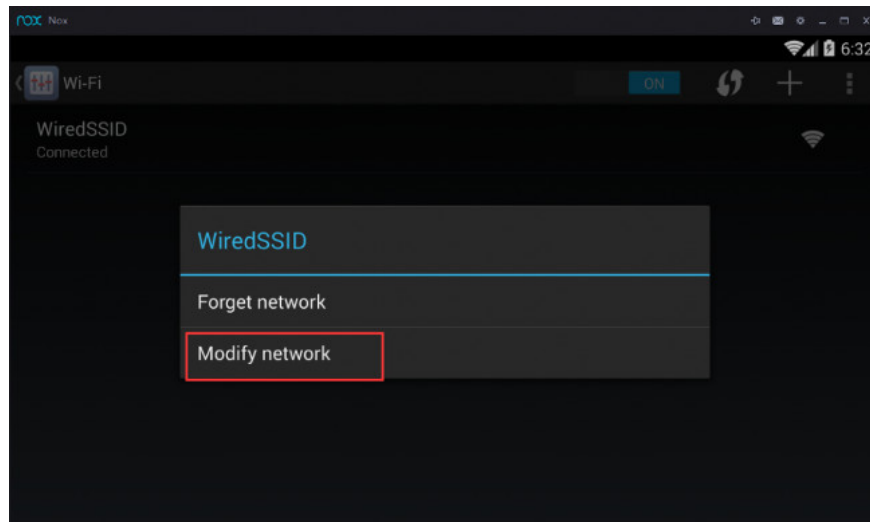 nox Nox
6:32
Wi-Fi ON
WiredSSID
Connected
WiredSSID
Forget network
Modify network